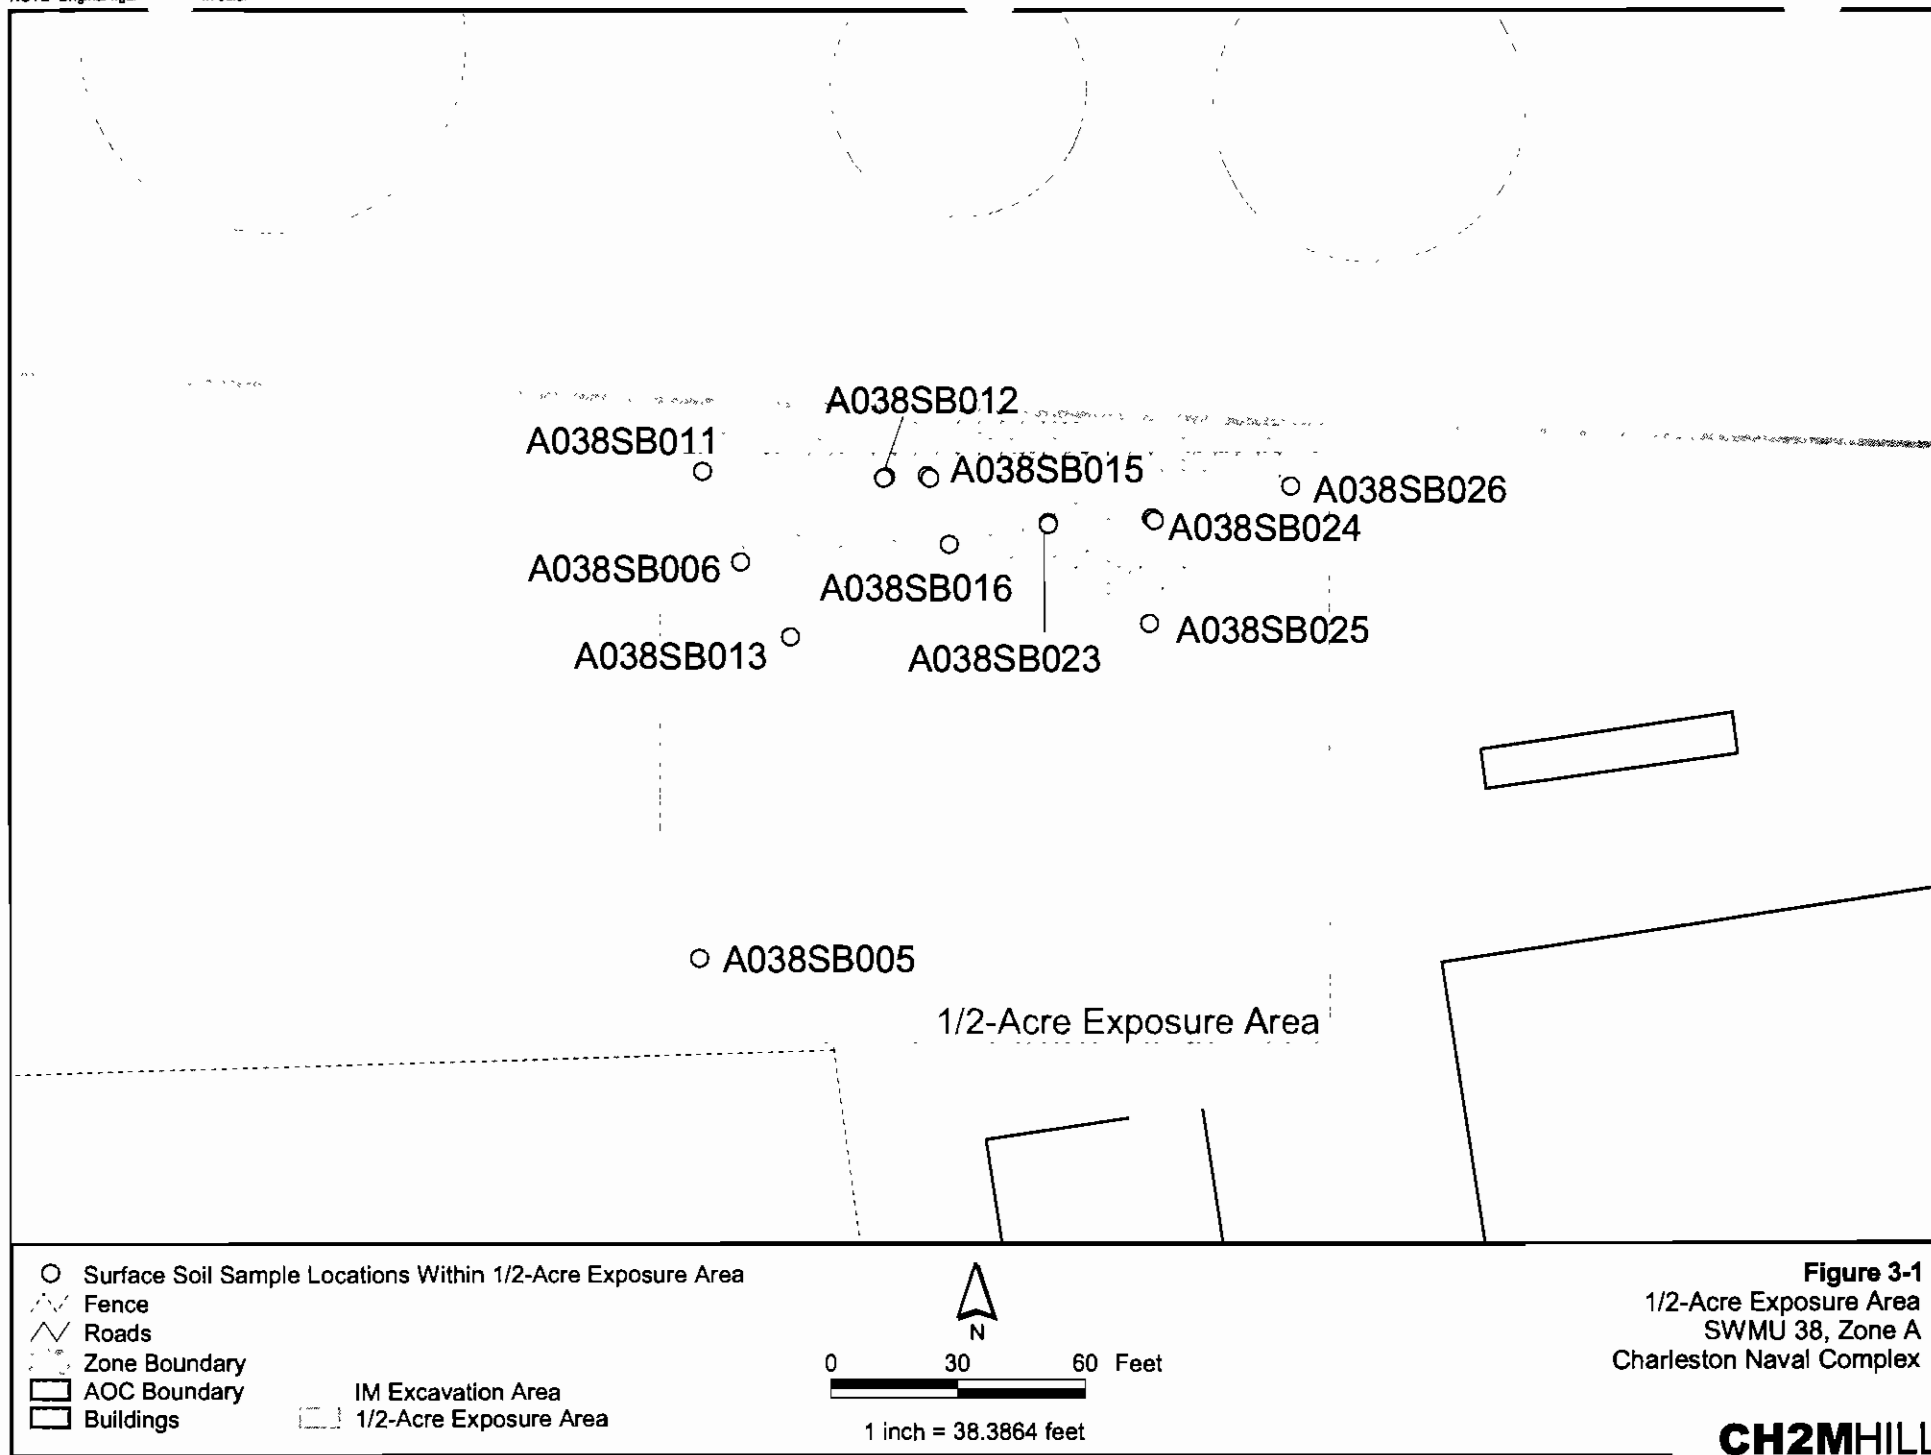 A038SB012
A038SB011
A038SB015
A038SB026
A038SB024
A038SB006
A038SB016
A038SB025
A038SB013
A038SB023
A038SB005
1/2-Acre Exposure Area
Surface Soil Sample Locations Within 1/2-Acre Exposure Area
Fence
Roads
Zone Boundary
AOC Boundary
Buildings
IM Excavation Area
1/2-Acre Exposure Area
N
0 30 60 Feet
1 inch = 38.3864 feet
Figure 3-1
1/2-Acre Exposure Area
SWMU 38, Zone A
Charleston Naval Complex
CH2MHILL